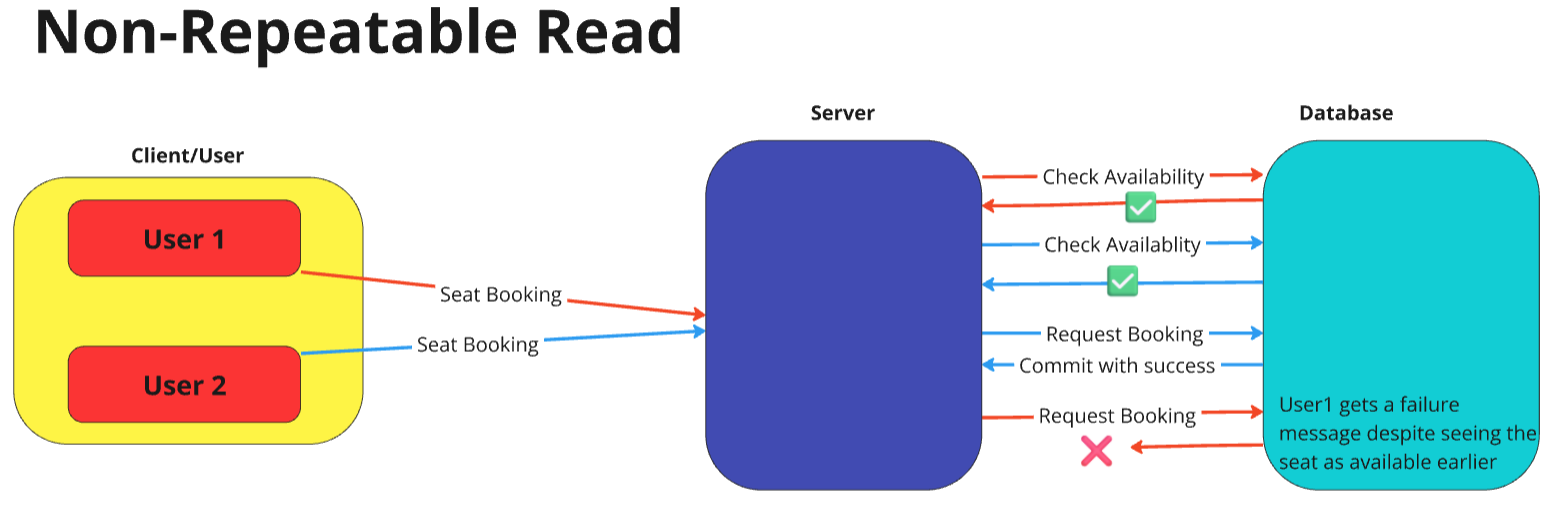 Non-Repeatable Read
Client/User
User 1
User 2
Seat Booking
Seat Booking
Server
Check Availability
Check Availablity
Request Booking
Commit with success
Request Booking
Database
User1 gets a failure
message despite seeing the
seat as available earlier